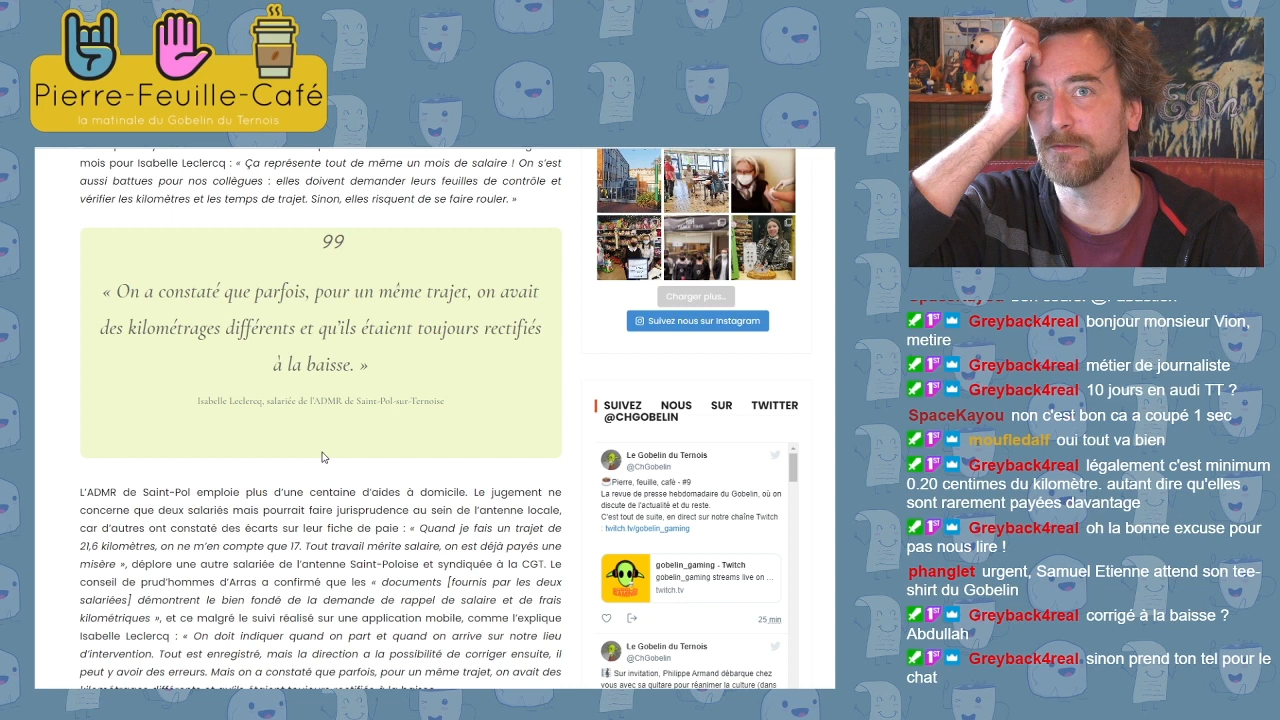 Pierre-Feuille-Café
la matinale du Gobelin du Ternois
mois pour Isabelle Leclercq : « Ça représente tout de même un mois de salaire ! On s'est
aussi battues pour nos collègues : elles doivent demander leurs feuilles de contrôle et
vérifier les kilomètres et les temps de trajet. Sinon, elles risquent de se faire rouler. »
99
« On a constaté que parfois, pour un même trajet, on avait
des kilométrages différents et qu'ils étaient toujours rectifiés
à la baisse. »
Isabelle Leclercq, salariée de l'ADMR de Saint-Pol-sur-Ternoise
L'ADMR de Saint-Pol emploie plus d'une centaine d'aides à domicile. Le jugement ne
concerne que deux salariés mais pourrait faire jurisprudence au sein de l'antenne locale,
car d'autres ont constaté des écarts sur leur fiche de paie : « Quand je fais un trajet de
21,6 kilomètres, on ne m'en compte que 17. Tout travail mérite salaire, on est déjà payés une
misère », déplore une autre salariée de l'antenne Saint-Poloise et syndiquée à la CGT. Le
conseil de prud'hommes d'Arras a confirmé que les « documents [fournis par les deux
salariées] démontrent le bien fondé de la demande de rappel de salaire et de frais
kilométriques », et ce malgré le suivi réalisé sur une application mobile, comme l'explique
Isabelle Leclercq : « On doit indiquer quand on part et quand on arrive sur notre lieu
d'intervention. Tout est enregistré, mais la direction a la possibilité de corriger ensuite, il
peut y avoir des erreurs. Mais on a constaté que parfois, pour un même trajet, on avait des
kilométrages différents et qu'ils étaient toujours rectifiés à la baisse.
Charger plus...
Suivez nous sur Instagram
SUIVEZ NOUS SUR TWITTER
@CHGOBELIN
Le Gobelin du Ternois
@ChGobelin
Pierre, feuille, café - #9
La revue de presse hebdomadaire du Gobelin, où on
discute de l'actualité et du reste.
C'est tout de suite, en direct sur notre chaîne Twitch
: twitch.tv/gobelin_gaming
gobelin_gaming - Twitch
gobelin_gaming streams live on ...
twitch.tv
25 min
Le Gobelin du Ternois
@ChGobelin
Sur invitation, Philippe Armand débarque chez
vous avec sa guitare pour réanimer la culture (dans
SpaceKayou
Greyback4real bonjour monsieur Vion,
metire
Greyback4real métier de journaliste
Greyback4real 10 jours en audi TT ?
SpaceKayou non c'est bon ca a coupé 1 sec
moufledalf oui tout va bien
Greyback4real légalement c'est minimum
0.20 centimes du kilomètre. autant dire qu'elles
sont rarement payées davantage
Greyback4real oh la bonne excuse pour
pas nous lire !
phanglet urgent, Samuel Etienne attend son tee-
shirt du Gobelin
Greyback4real corrigé à la baisse ?
Abdullah
Greyback4real sinon prend ton tel pour le
chat